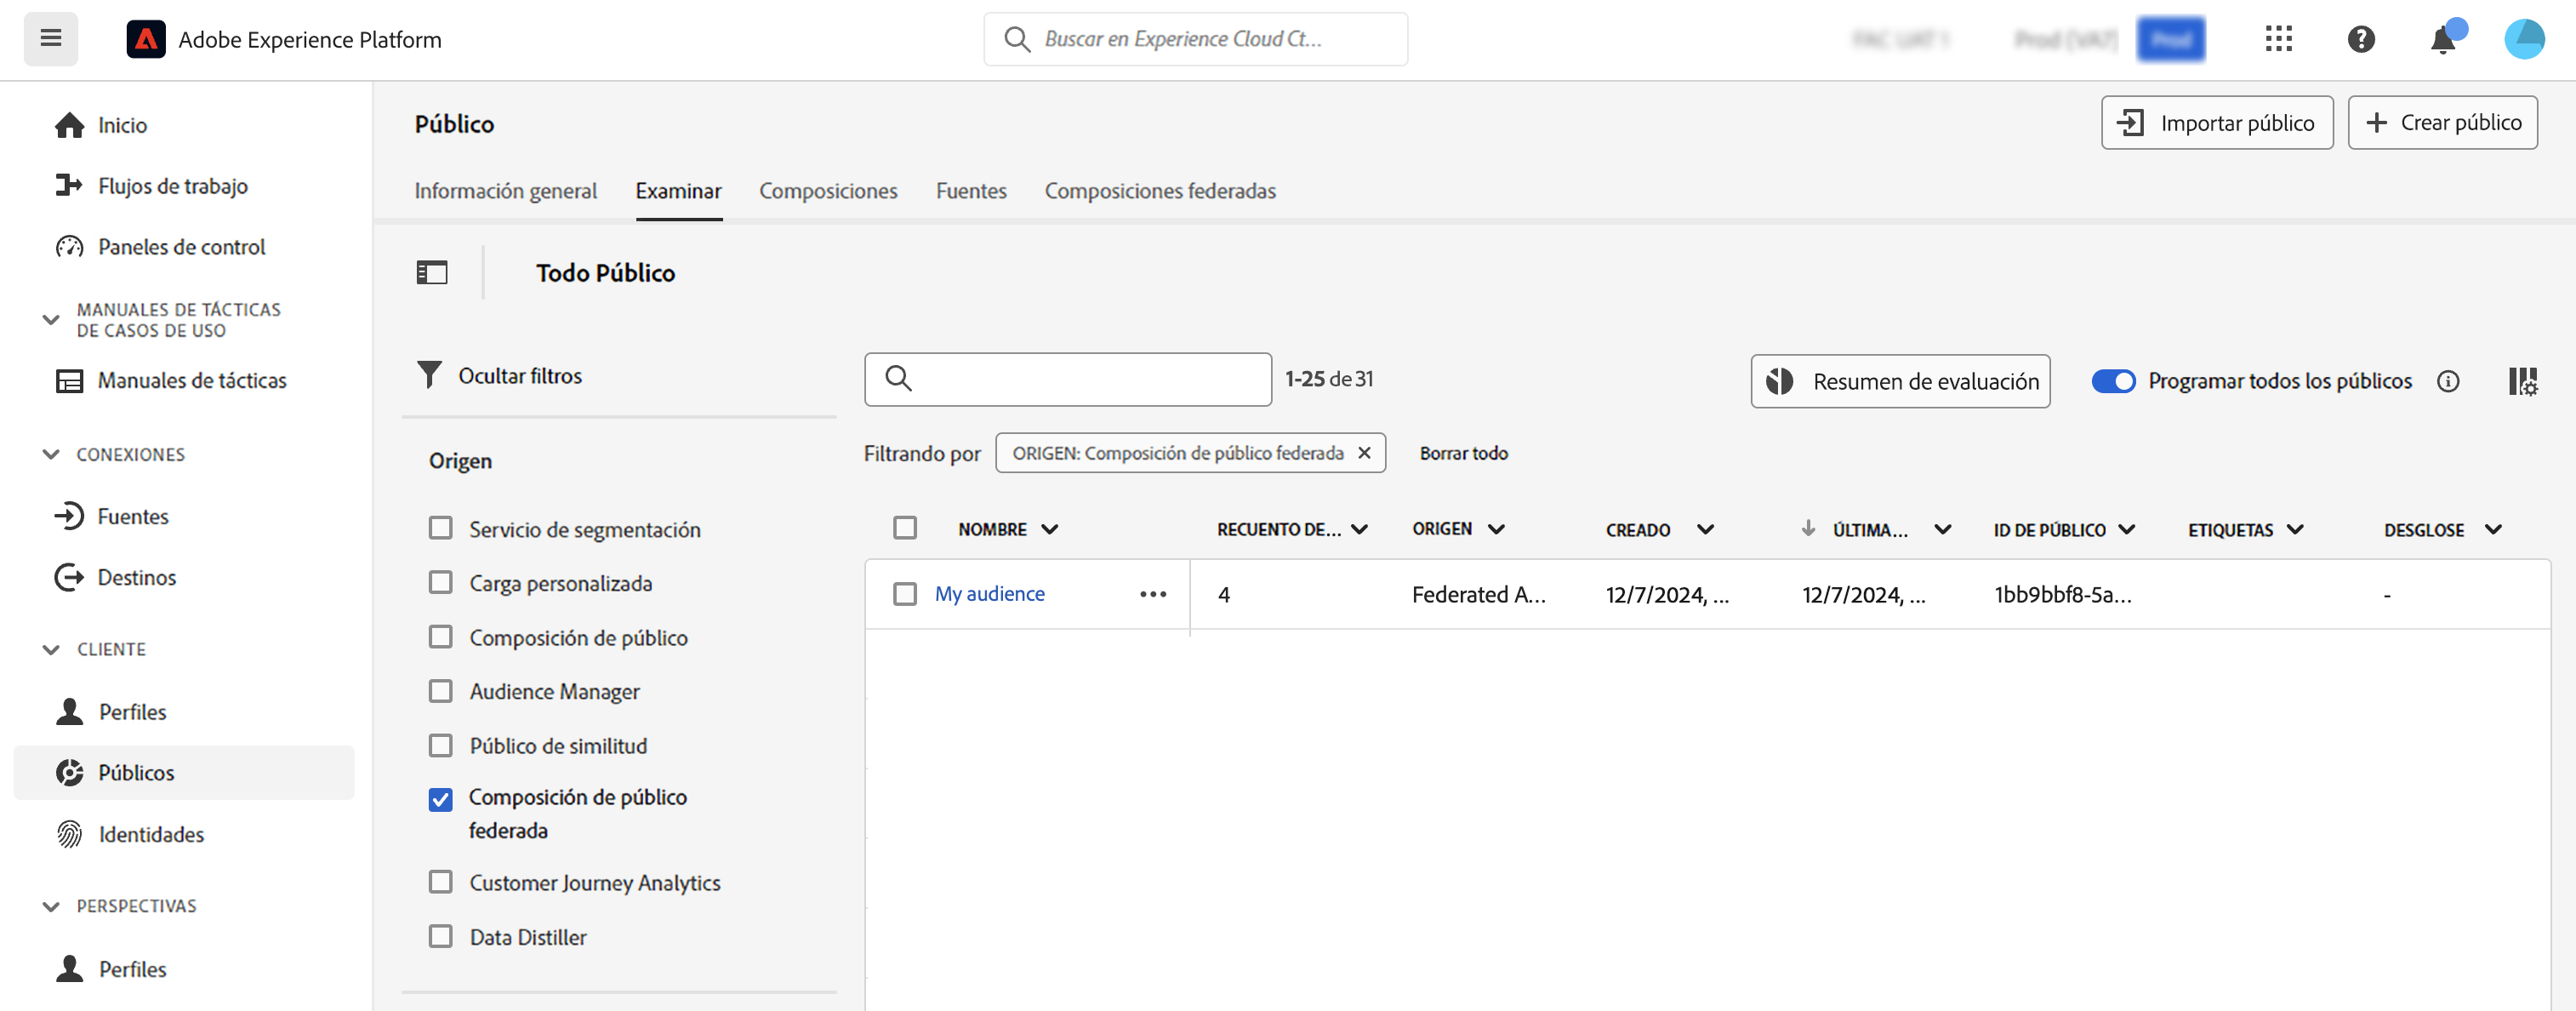 Adobe Experience Platform
Buscar en Experience Cloud Ct...
Inicio
Flujos de trabajo
Paneles de control
MANUALES DE TÁCTICAS
DE CASOS DE USO
Manuales de tácticas
CONEXIONES
Fuentes
Destinos
CLIENTE
Perfiles
Públicos
Identidades
PERSPECTIVAS
Perfiles
Público
Importar público
Crear público
Información general Examinar Composiciones Fuentes Composiciones federadas
Todo Público
Ocultar filtros
Origen
Servicio de segmentación
Carga personalizada
Composición de público
Audience Manager
Público de similitud
Composición de público
federada
Customer Journey Analytics
Data Distiller
1-25 de 31
Resumen de evaluación
Programar todos los públicos
Filtrando por ORIGEN: Composición de público federada Borrar todo
NOMBRE RECUENTO DE... ORIGEN CREADO ÚLTIMA... ID DE PÚBLICO ETIQUETAS DESGLOSE
My audience ••• 4 Federated A... 12/7/2024, ... 12/7/2024, ... 1bb9bbf8-5a... -